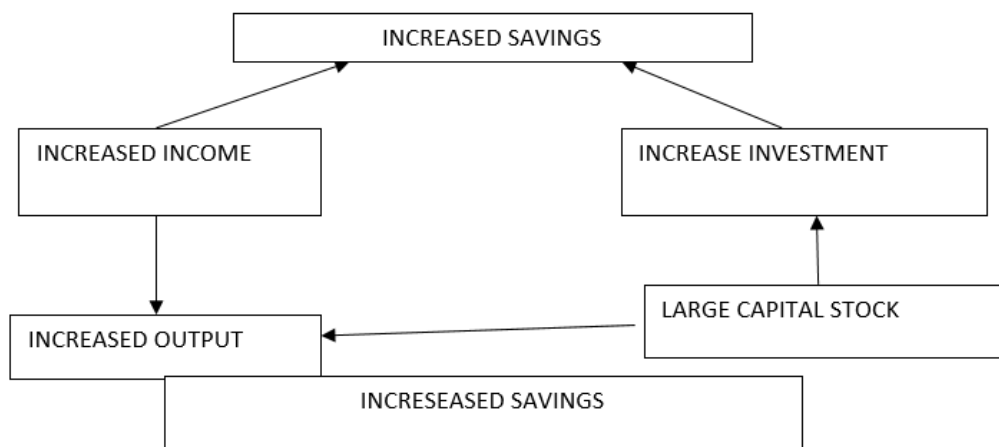 INCREASED SAVINGS
INCREASED INCOME
INCREASE INVESTMENT
LARGE CAPITAL STOCK
INCREASED OUTPUT
INCRESEASED SAVINGS